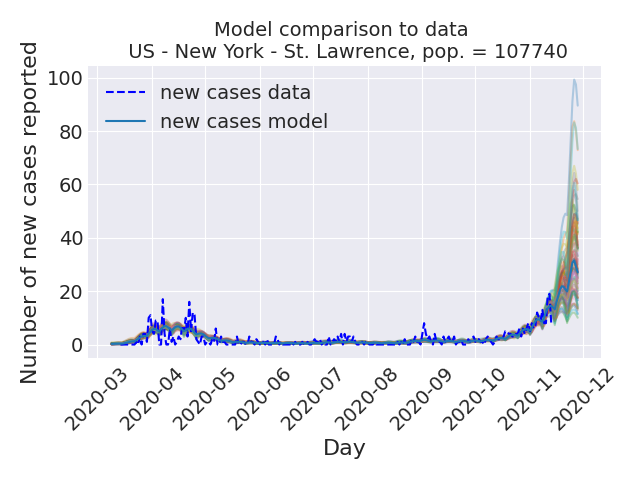 Model comparison to data
US - New York - St. Lawrence, pop. = 107740
Number of new cases reported
100
80
60
40
20
0
new cases data
new cases model
2020-03
2020-04
2020-05
2020-06
2020-07
2020-08
2020-09
2020-10
2020-11
2020-12
Day